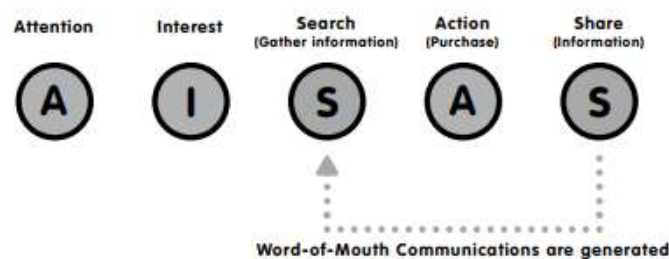 Attention
Interest
Search
(Gather information)
Action
(Purchase)
Share
(Information)
A
I
S
A
S
Word-of-Mouth Communications are generated